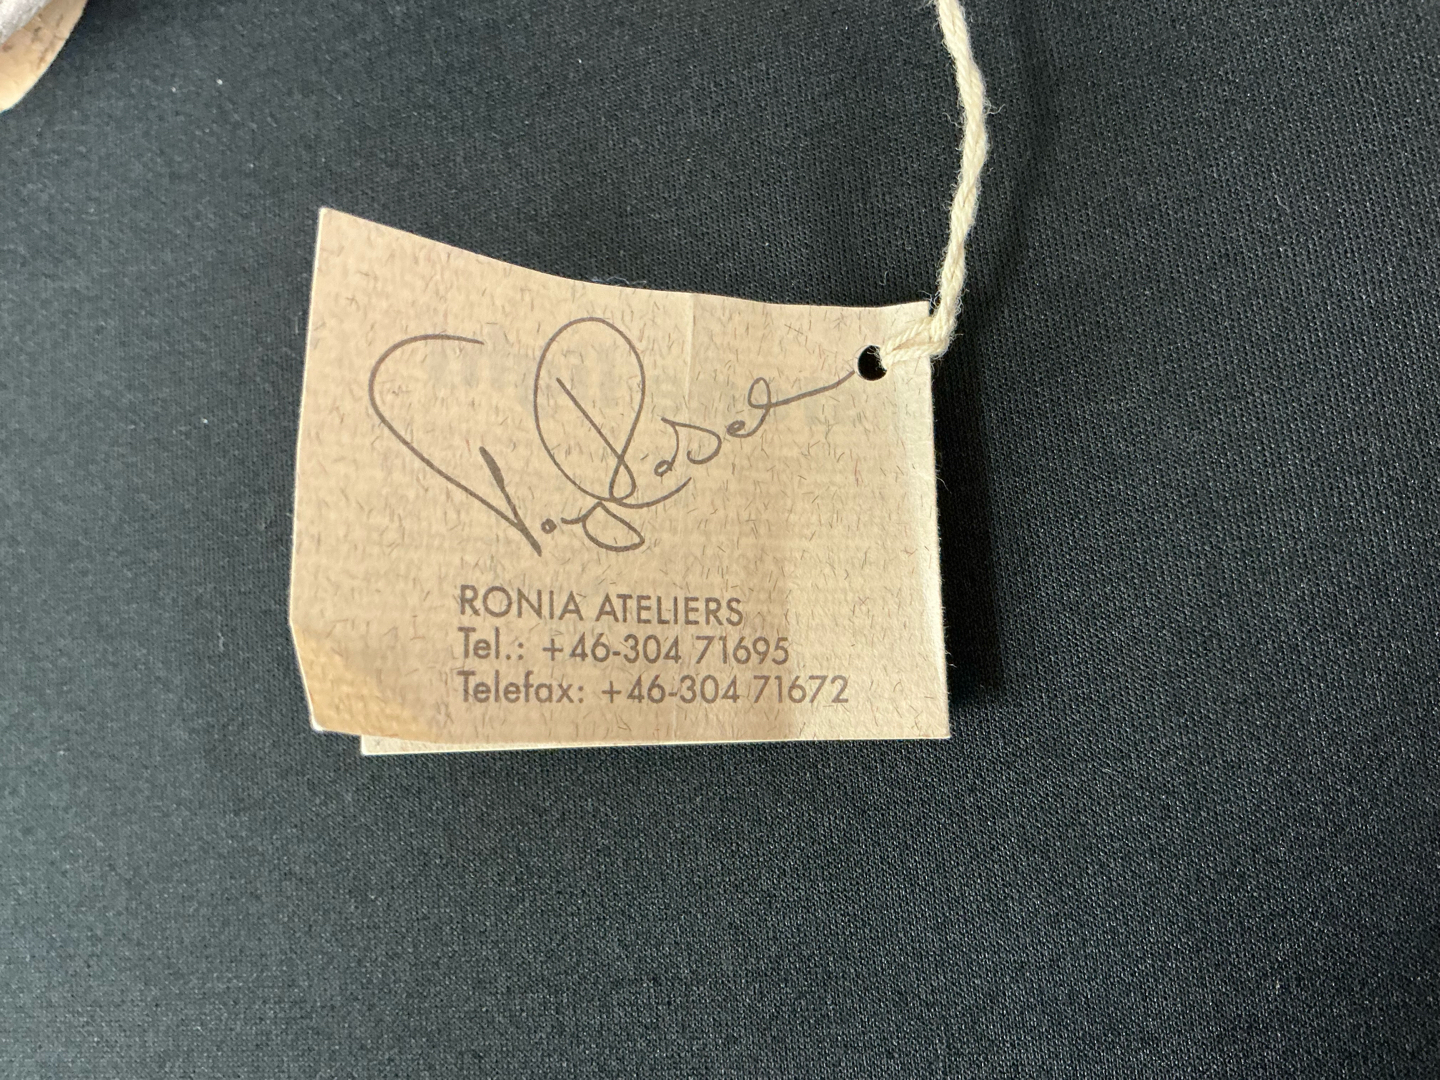 RONIA ATELIERS
Tel.: +46-304 71695
Telefax: +46-304 71672